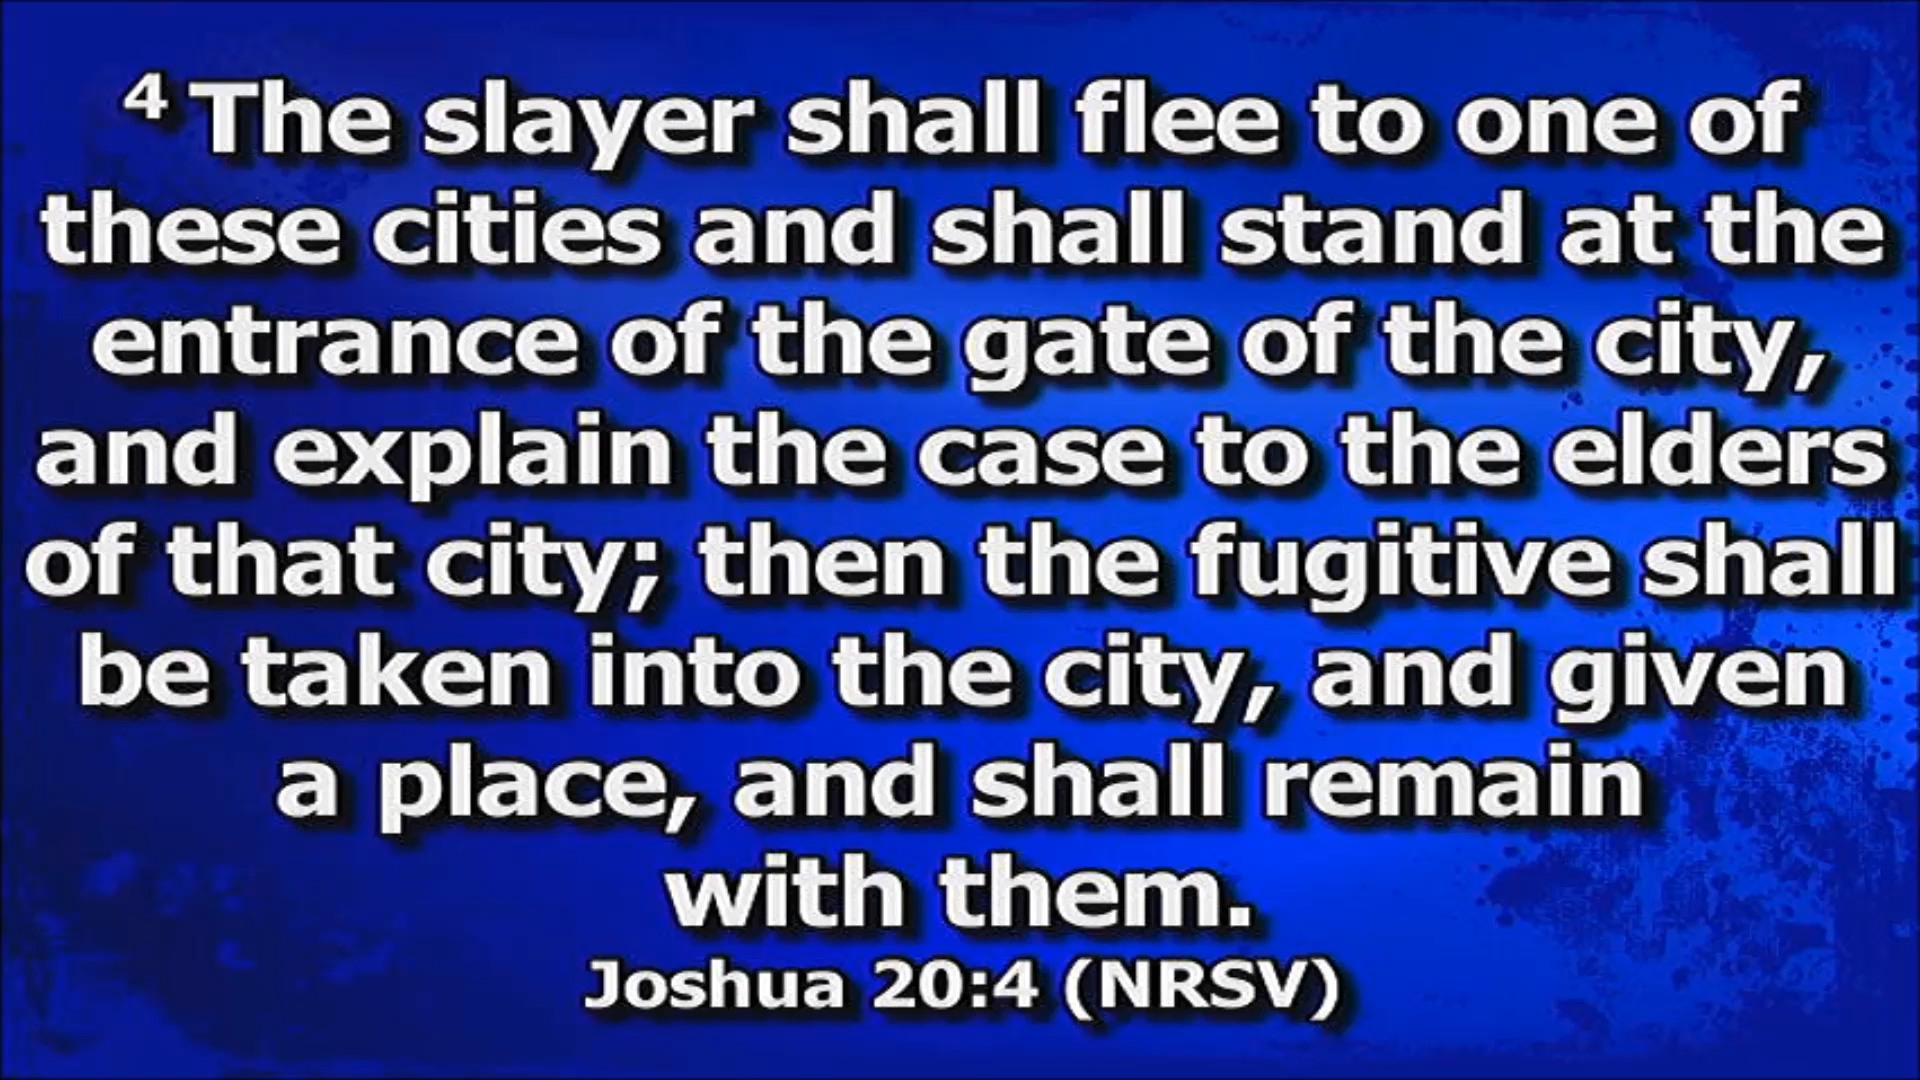 4 The slayer shall flee to one of
these cities and shall stand at the
entrance of the gate of the city,
and explain the case to the elders
of that city; then the fugitive shall
be taken into the city, and given
a place, and shall remain
with them.
Joshua 20:4 (NRSV)